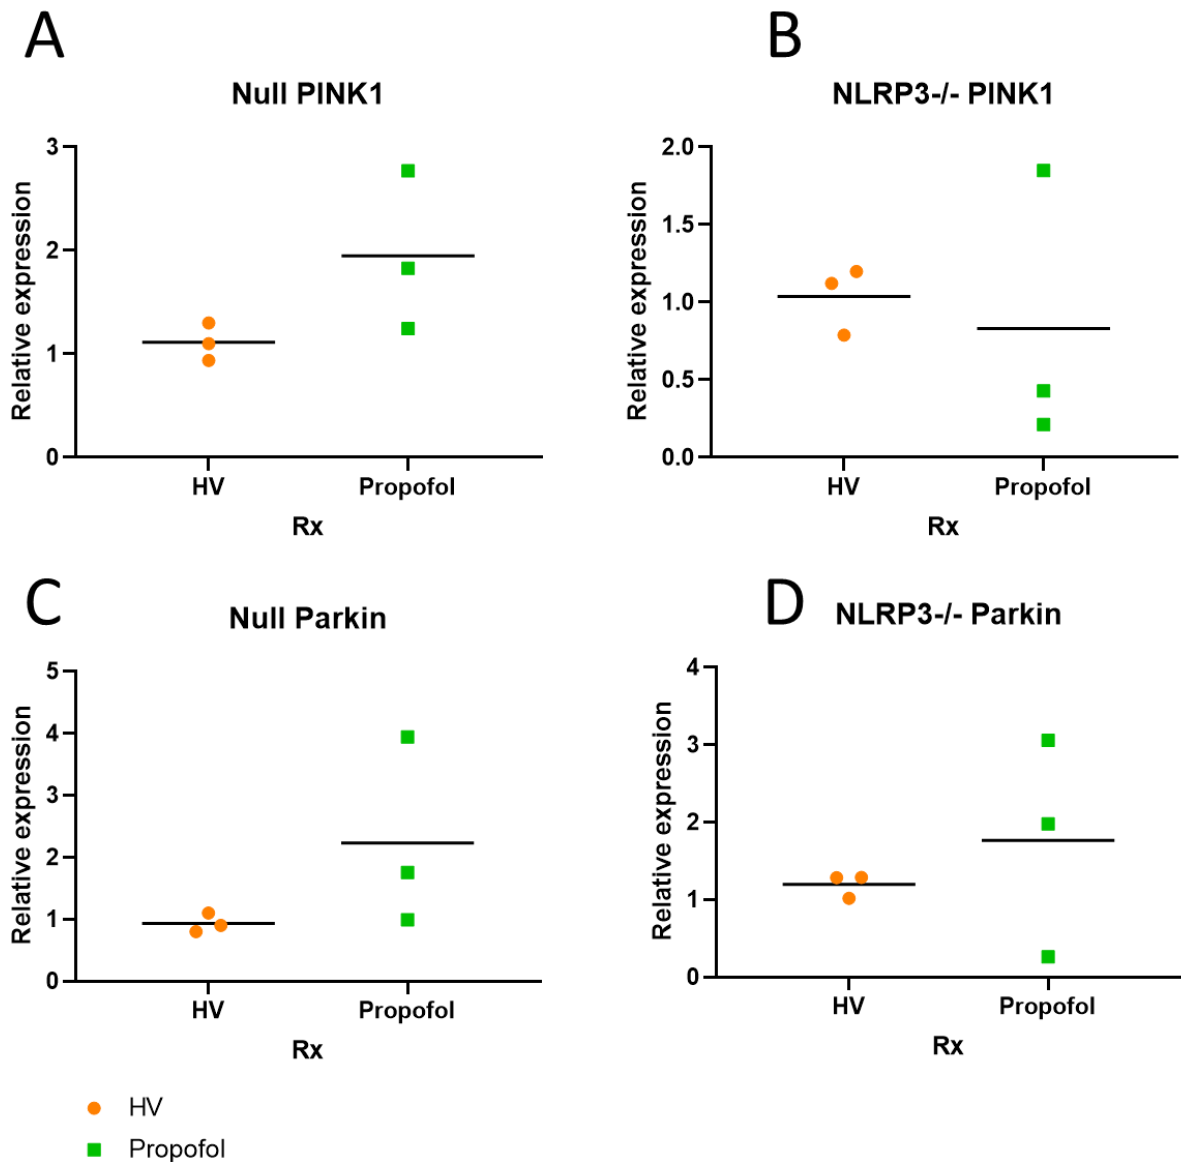 A
Null PINK1
Relative expression
3
2
1
0
HV Propofol
Rx
B
NLRP3-/- PINK1
Relative expression
2.0
1.5
1.0
0.5
0.0
HV Propofol
Rx
C
Null Parkin
Relative expression
5
4
3
2
1
0
HV Propofol
Rx
D
NLRP3-/- Parkin
Relative expression
4
3
2
1
0
HV Propofol
Rx
HV
Propofol